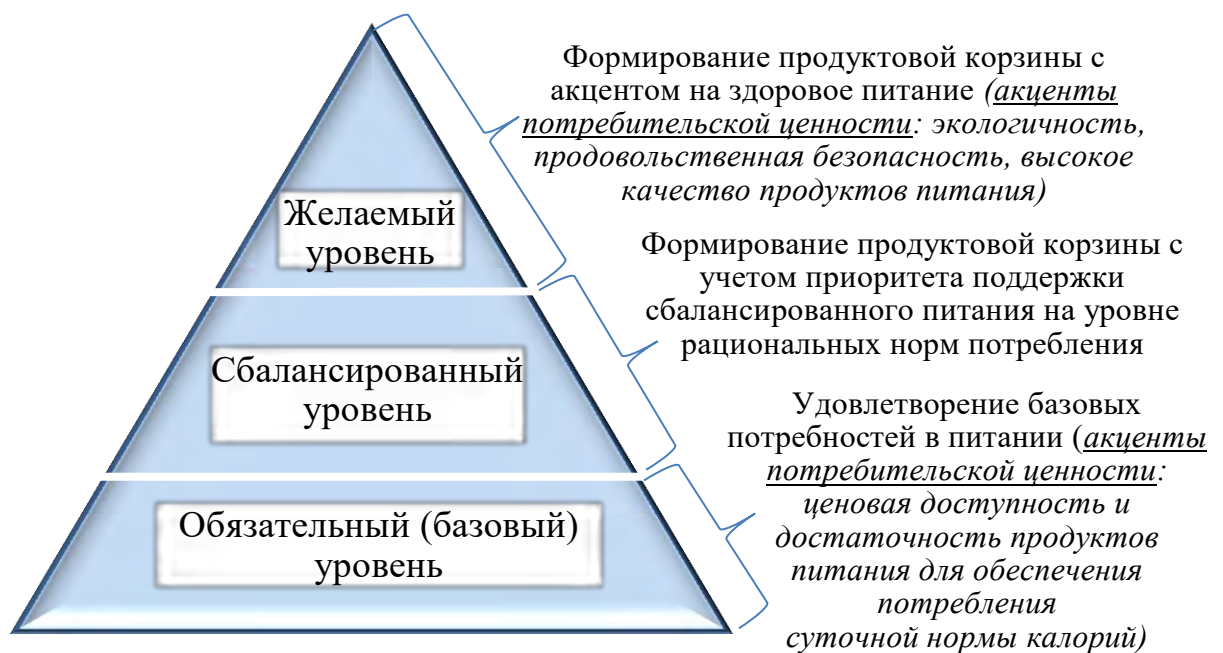 Формирование продуктовой корзины с
акцентом на здоровое питание (акценты
потребительской ценности: экологичность,
продовольственная безопасность, высокое
качество продуктов питания)
Желаемый
уровень
Формирование продуктовой корзины с
учетом приоритета поддержки
сбалансированного питания на уровне
рациональных норм потребления
Сбалансированный
уровень
Удовлетворение базовых
потребностей в питании (акценты
потребительской ценности:
ценовая доступность и
достаточность продуктов
питания для обеспечения
потребления
суточной нормы калорий)
Обязательный (базовый)
уровень